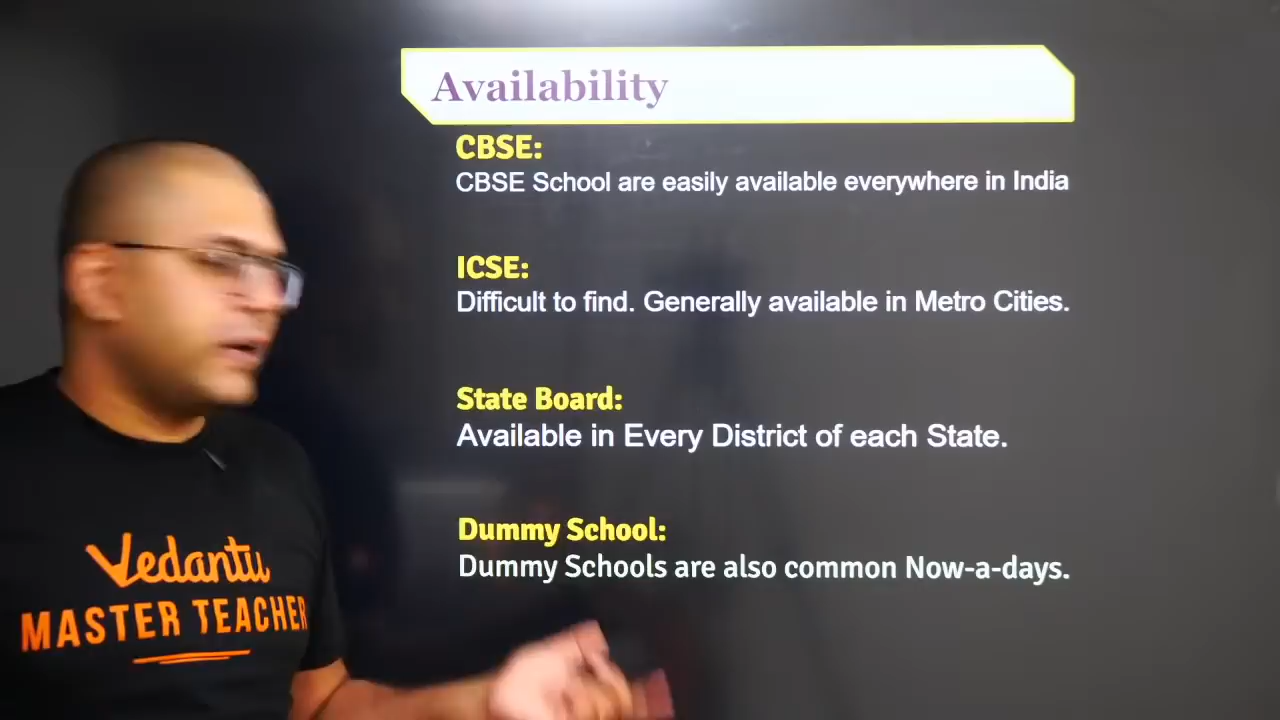 Availability
CBSE:
CBSE School are easily available everywhere in India
ICSE:
Difficult to find. Generally available in Metro Cities.
State Board:
Available in Every District of each State.
Dummy School:
Dummy Schools are also common Now-a-days.
Vedantu
MASTER TEACHER